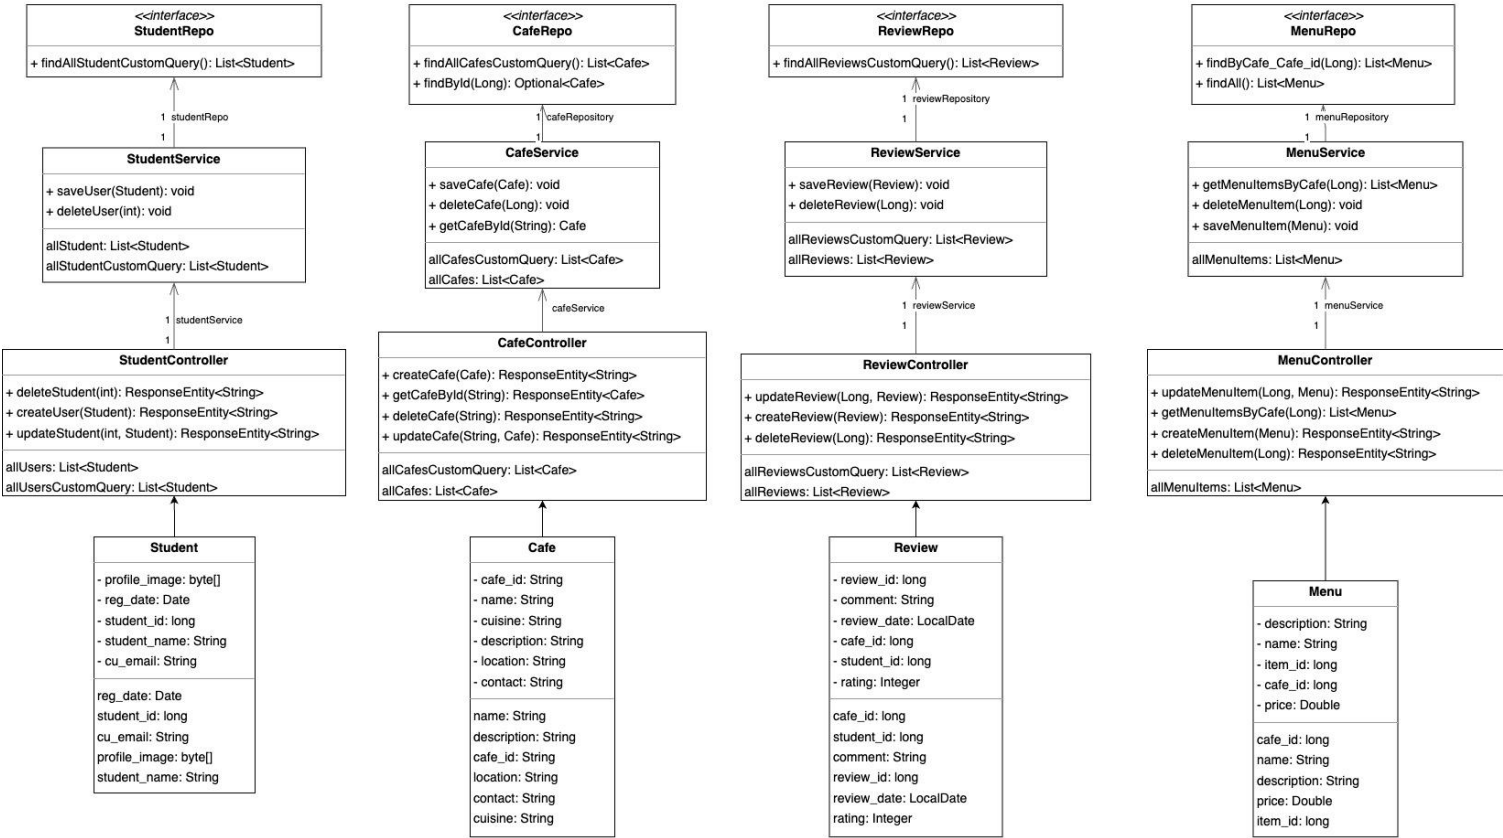 <<interface>>
StudentRepo
+ findAllStudentCustomQuery(): List<Student>
1 studentRepo
1
StudentService
+ saveUser(Student): void
+ deleteUser(int): void
allStudent: List<Student>
allStudentCustomQuery: List<Student>
1 studentService
1
StudentController
+ deleteStudent(int): ResponseEntity<String>
+ createUser(Student): ResponseEntity<String>
+ updateStudent(int, Student): ResponseEntity<String>
allUsers: List<Student>
allUsersCustomQuery: List<Student>
Student
- profile_image: byte[]
- reg_date: Date
- student_id: long
- student_name: String
- cu_email: String
reg_date: Date
student_id: long
cu_email: String
profile_image: byte[]
student_name: String
<<interface>>
CafeRepo
+ findAllCafesCustomQuery(): List<Cafe>
+ findById(Long): Optional<Cafe>
1 cafeRepository
1
CafeService
+ saveCafe(Cafe): void
+ deleteCafe(Long): void
+ getCafeById(String): Cafe
allCafesCustomQuery: List<Cafe>
allCafes: List<Cafe>
cafeService
CafeController
+ createCafe(Cafe): ResponseEntity<String>
+ getCafeById(String): ResponseEntity<Cafe>
+ deleteCafe(String): ResponseEntity<String>
+ updateCafe(String, Cafe): ResponseEntity<String>
allCafesCustomQuery: List<Cafe>
allCafes: List<Cafe>
Cafe
- cafe_id: String
- name: String
- cuisine: String
- description: String
- location: String
- contact: String
name: String
description: String
cafe_id: String
location: String
contact: String
cuisine: String
<<interface>>
ReviewRepo
+ findAllReviewsCustomQuery(): List<Review>
1 reviewRepository
1
ReviewService
+ saveReview(Review): void
+ deleteReview(Long): void
allReviewsCustomQuery: List<Review>
allReviews: List<Review>
1 reviewService
1
ReviewController
+ updateReview(Long, Review): ResponseEntity<String>
+ createReview(Review): ResponseEntity<String>
+ deleteReview(Long): ResponseEntity<String>
allReviewsCustomQuery: List<Review>
allReviews: List<Review>
Review
- review_id: long
- comment: String
- review_date: LocalDate
- cafe_id: long
- student_id: long
- rating: Integer
cafe_id: long
student_id: long
comment: String
review_id: long
review_date: LocalDate
rating: Integer
<<interface>>
MenuRepo
+ findByCafe_Cafe_id(Long): List<Menu>
+ findAll(): List<Menu>
1 menuRepository
1
MenuService
+ getMenuItemsByCafe(Long): List<Menu>
+ deleteMenuItem(Long): void
+ saveMenuItem(Menu): void
allMenuItems: List<Menu>
1 menuService
1
MenuController
+ updateMenuItem(Long, Menu): ResponseEntity<String>
+ getMenuItemsByCafe(Long): List<Menu>
+ createMenuItem(Menu): ResponseEntity<String>
+ deleteMenuItem(Long): ResponseEntity<String>
allMenuItems: List<Menu>
Menu
- description: String
- name: String
- item_id: long
- cafe_id: long
- price: Double
cafe_id: long
name: String
description: String
price: Double
item_id: long